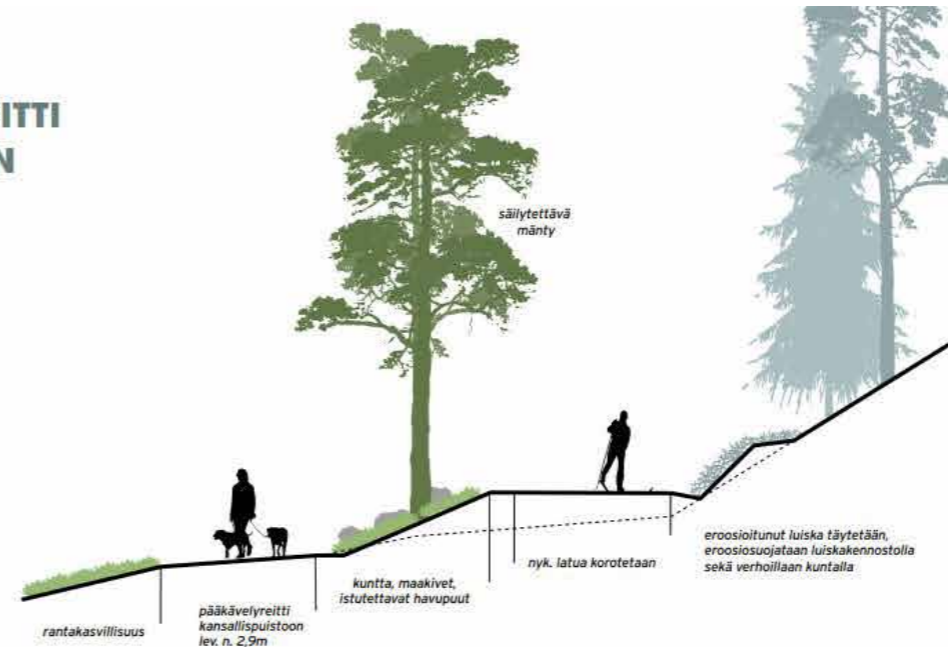 ITTI
N
säilytettävä
mänty
eroosioitunut luiska täytetään,
eroosiosuojataan luiskakennostolla
sekä verhoillaan kuntalla
nyk. latua korotetaan
kuntta, maakivet,
istutettavat havupuut
pääkävelyreitti
kansallispuistoon
lev. n. 2,9m
rantakasvillisuus